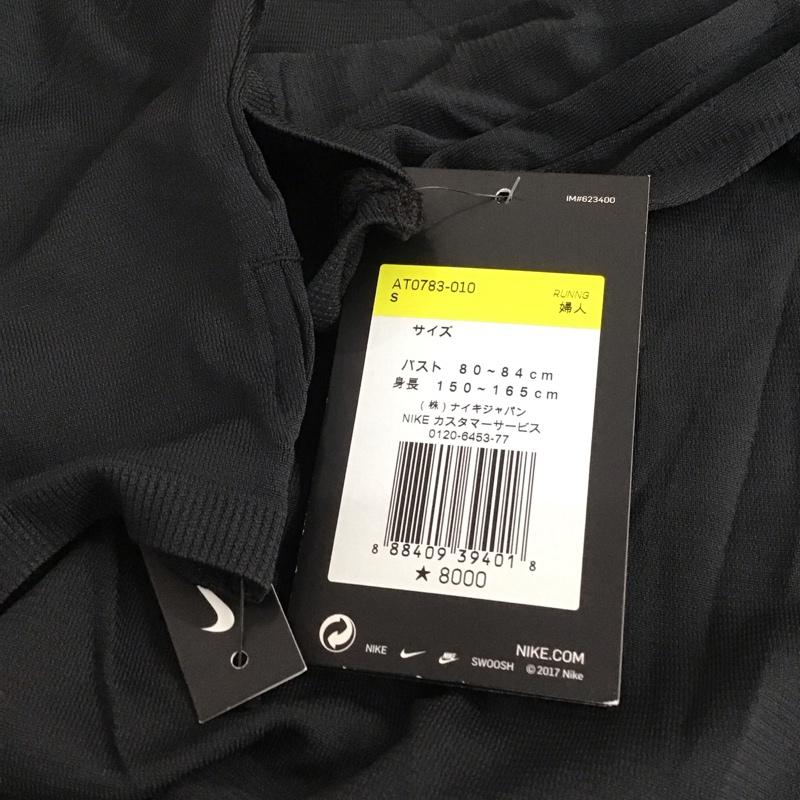 IM#623400
AT0783-010
S
RUNNG
婦人
サイズ
バスト 80~84cm
身長 150~165cm
(株)ナイキジャパン
NIKE カスタマーサービス
0120-6453-77
8 88409 39401 8
★ 8000
NIKE
SWOOSH
NIKE.COM
© 2017 Nike